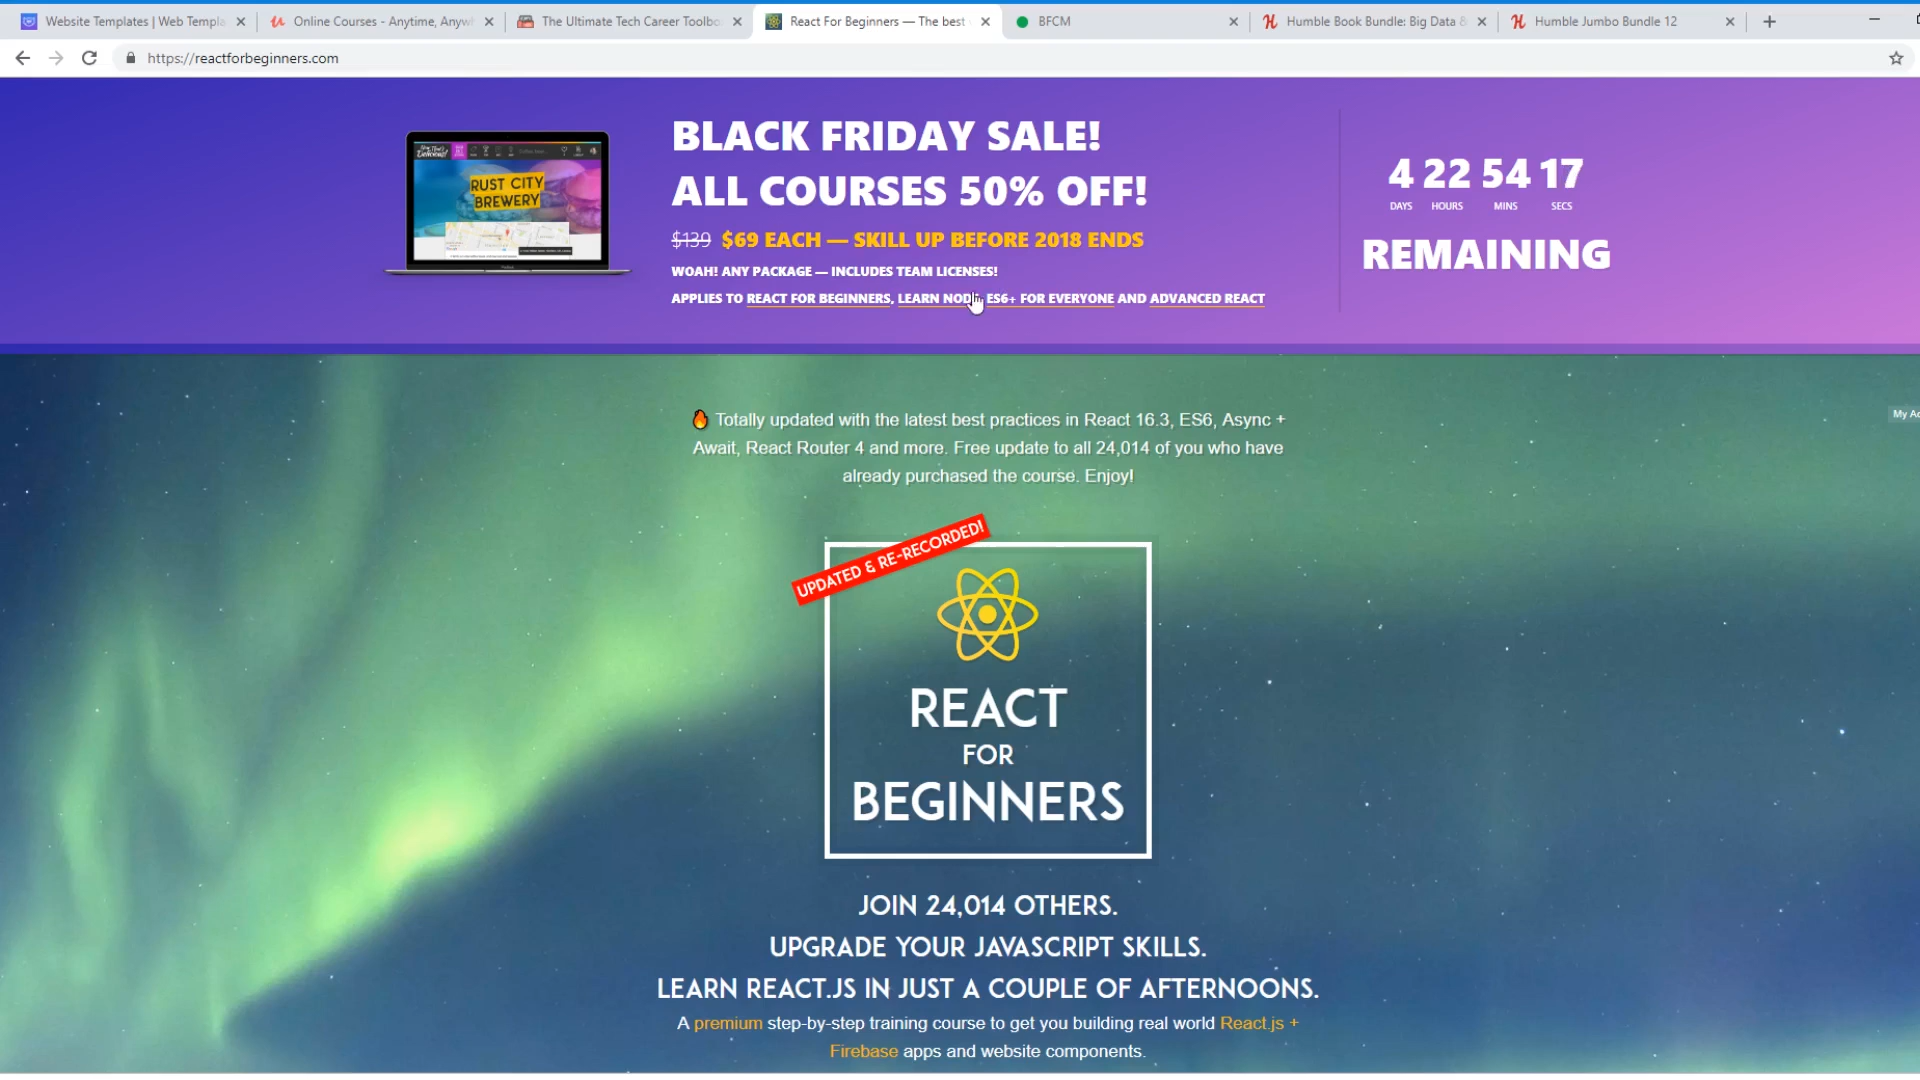 Website Templates | Web Templa
Online Courses - Anytime, Anyw
The Ultimate Tech Career Toolbo
React For Beginners — The best
BFCM
Humble Book Bundle: Big Data &
Humble Jumbo Bundle 12
https://reactforbeginners.com
RUST CITY
BREWERY
BLACK FRIDAY SALE!
ALL COURSES 50% OFF!
$139 $69 EACH — SKILL UP BEFORE 2018 ENDS
WOAH! ANY PACKAGE — INCLUDES TEAM LICENSES!
APPLIES TO REACT FOR BEGINNERS, LEARN NOD ES6+ FOR EVERYONE AND ADVANCED REACT
4 22 54 17
DAYS HOURS MINS SECS
REMAINING
My Ac
🔥 Totally updated with the latest best practices in React 16.3, ES6, Async +
Await, React Router 4 and more. Free update to all 24,014 of you who have
already purchased the course. Enjoy!
UPDATED & RE-RECORDED!
REACT
FOR
BEGINNERS
JOIN 24,014 OTHERS.
UPGRADE YOUR JAVASCRIPT SKILLS.
LEARN REACT.JS IN JUST A COUPLE OF AFTERNOONS.
A premium step-by-step training course to get you building real world React.js +
Firebase apps and website components.